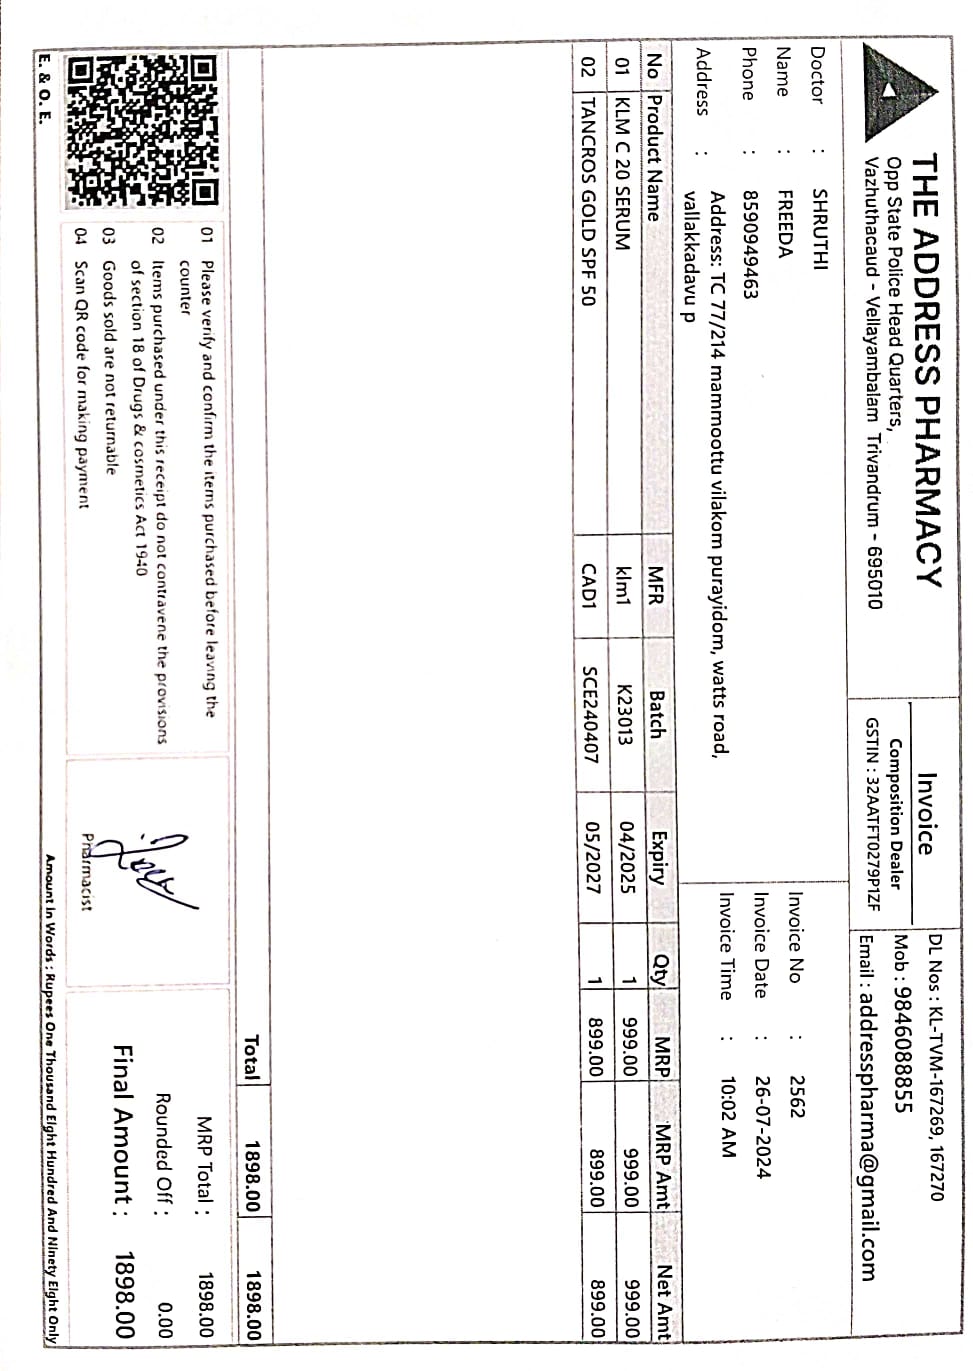 THE ADDRESS PHARMACY
Opp State Police Head Quarters,
Vazhuthacaud - Vellayambalam Trivandrum - 695010
Invoice
Composition Dealer
GSTIN : 32AATFT0279P1ZF
DL Nos : KL-TVM-167269, 167270
Mob : 9846088855
Email : addresspharma@gmail.com
Doctor : SHRUTHI
Name : FREEDA
Phone : 8590949463
Address : Address: TC 77/214 mammoottu vilakom purayidom, watts road,
vallakkadavu p
Invoice No : 2562
Invoice Date : 26-07-2024
Invoice Time : 10:02 AM
No Product Name MFR Batch Expiry Qty MRP MRP Amt Net Amt
01 KLM C 20 SERUM klm1 K23013 04/2025 1 999.00 999.00 999.00
02 TANCROS GOLD SPF 50 CAD1 SCE240407 05/2027 1 899.00 899.00 899.00
Total 1898.00 1898.00
01 Please verify and confirm the items purchased before leaving the
counter
02 Items purchased under this receipt do not contravene the provisions
of section 18 of Drugs & cosmetics Act 1940
03 Goods sold are not returnable
04 Scan QR code for making payment
Pharmacist
MRP Total : 1898.00
Rounded Off : 0.00
Final Amount : 1898.00
E. & O. E.
Amount In Words : Rupees One Thousand Eight Hundred And Ninety Eight Only